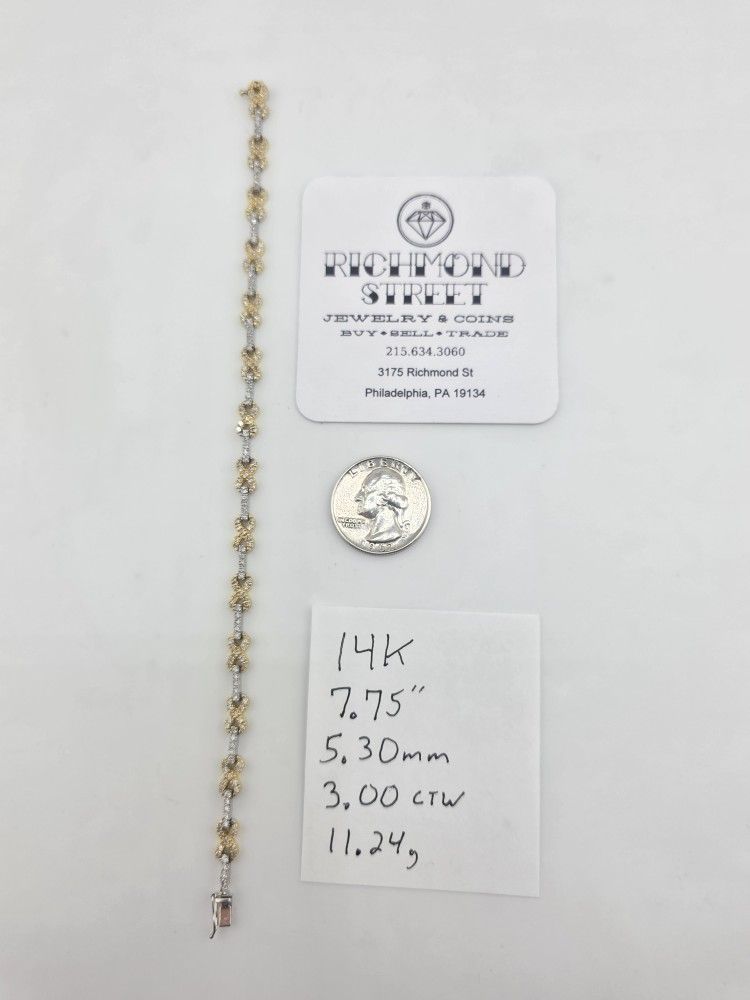 RICHMOND
STREET
JEWELRY & COINS
BUY • SELL • TRADE
215.634.3060
3175 Richmond St
Philadelphia, PA 19134
LIBERTY
14K
7.75"
5.30mm
3.00 CTW
11.24g